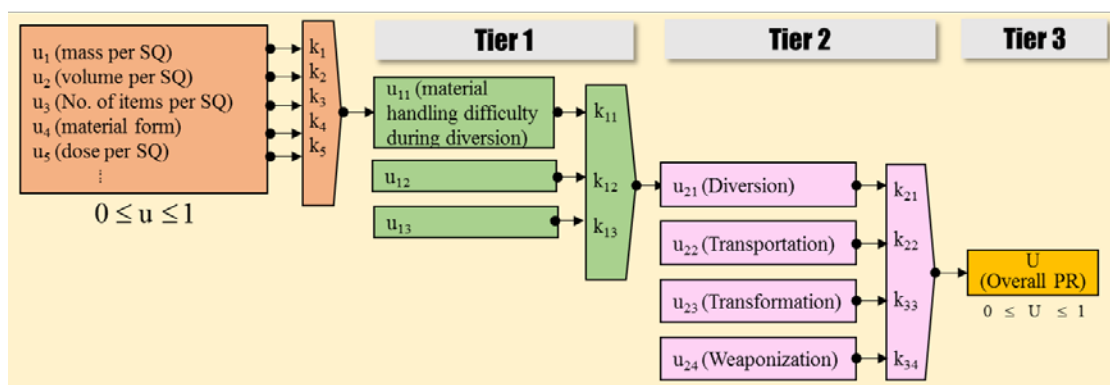 Tier 1
Tier 2
Tier 3
u₁ (mass per SQ)
u₂ (volume per SQ)
u₃ (No. of items per SQ)
u₄ (material form)
u₅ (dose per SQ)
⋮
0 ≤ u ≤ 1
k₁
k₂
k₃
k₄
k₅
u₁₁ (material
handling difficulty
during diversion)
u₁₂
u₁₃
k₁₁
k₁₂
k₁₃
u₂₁ (Diversion)
u₂₂ (Transportation)
u₂₃ (Transformation)
u₂₄ (Weaponization)
k₂₁
k₂₂
k₃₃
k₃₄
U
(Overall PR)
0 ≤ U ≤ 1